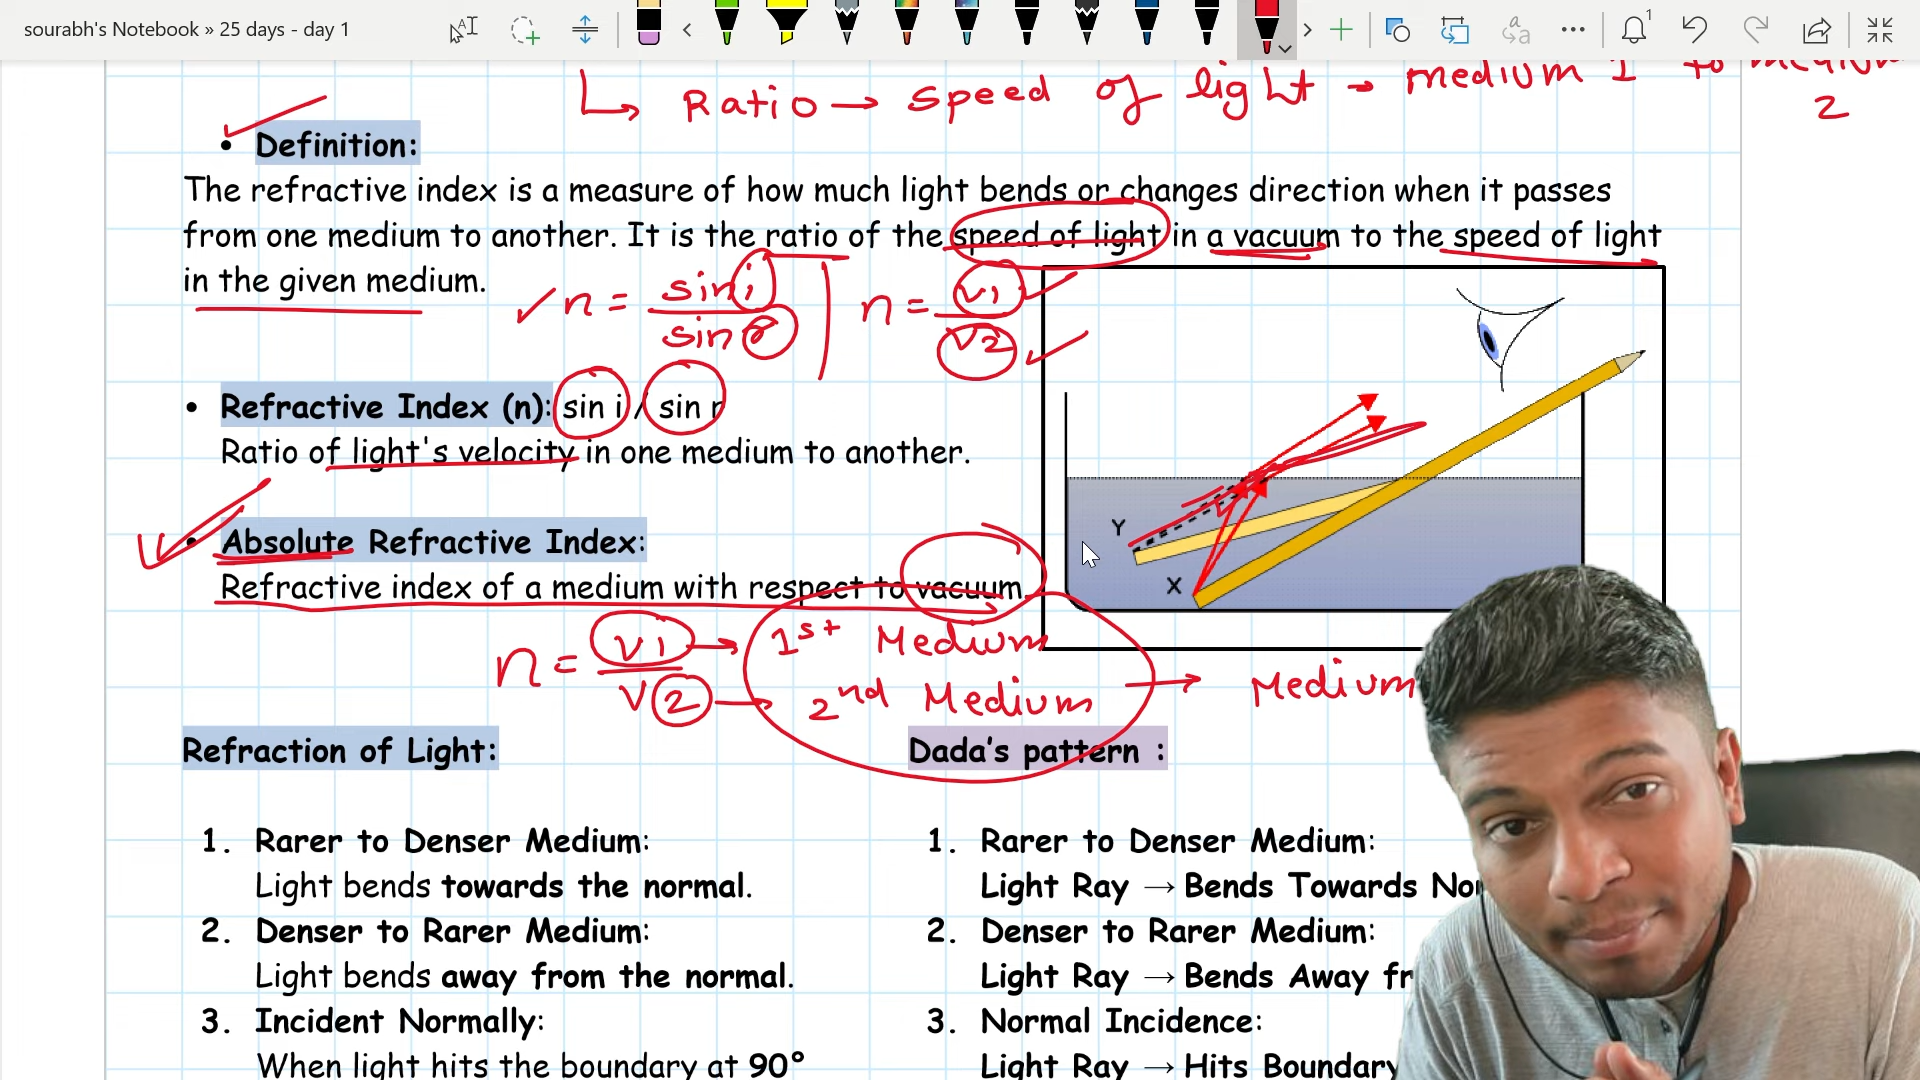 sourabh's Notebook » 25 days - day 1
↳ Ratio → speed of light → medium 1 to medium 2
• Definition:
The refractive index is a measure of how much light bends or changes direction when it passes
from one medium to another. It is the ratio of the speed of light in a vacuum to the speed of light
in the given medium.
n = sin i / sin r | n = v1 / v2
• Refractive Index (n): sin i / sin r
Ratio of light's velocity in one medium to another.
• Absolute Refractive Index:
Refractive index of a medium with respect to vacuum.
Y
X
n = v1 / v2
→ 1st Medium
→ 2nd Medium → Medium
Refraction of Light:
1. Rarer to Denser Medium:
Light bends towards the normal.
2. Denser to Rarer Medium:
Light bends away from the normal.
3. Incident Normally:
When light hits the boundary at 90°
Dada's pattern :
1. Rarer to Denser Medium:
Light Ray → Bends Towards
2. Denser to Rarer Medium:
Light Ray → Bends Away
3. Normal Incidence:
Light Ray → Hits Boundary